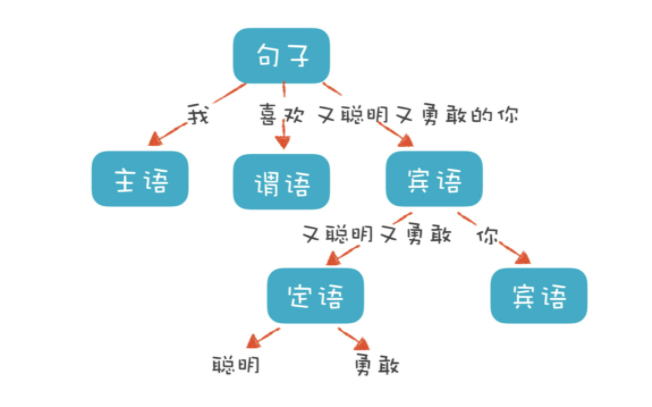 句子
我 喜欢 又聪明又勇敢的你
主语 谓语 宾语
又聪明又勇敢 你
定语 宾语
聪明 勇敢